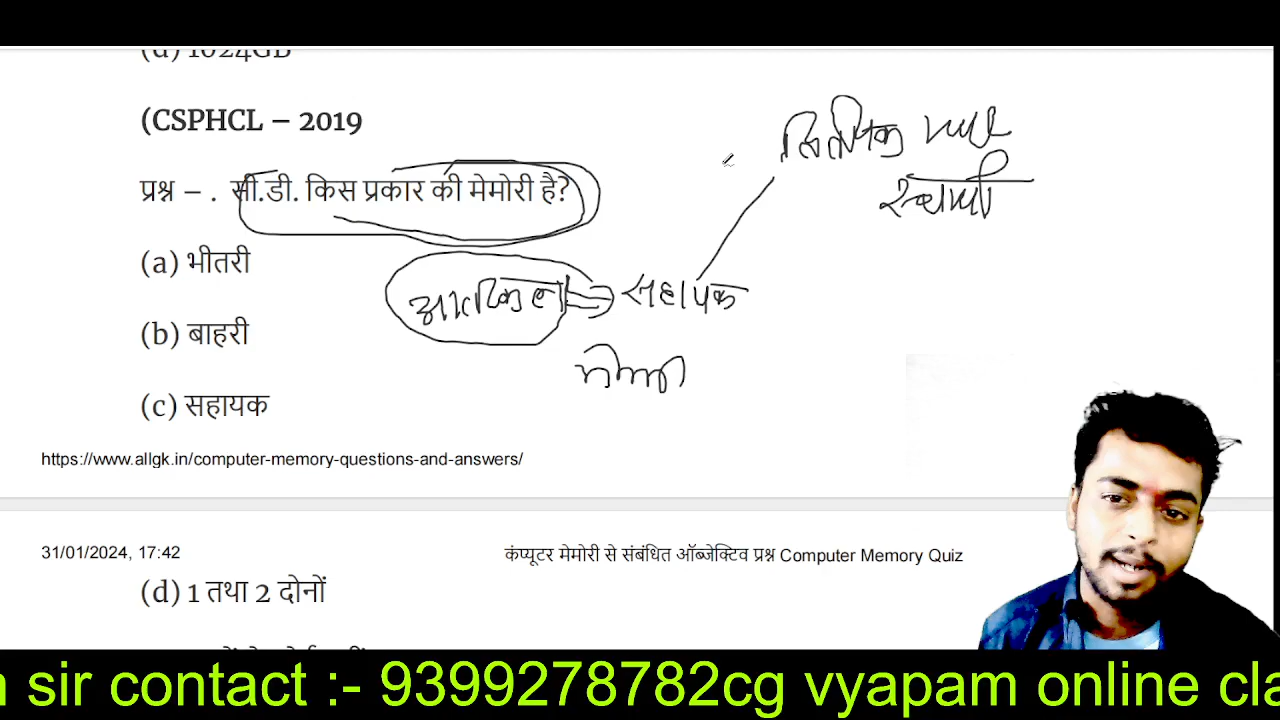 (d) 1024GB
(CSPHCL – 2019
प्रश्न – . सी.डी. किस प्रकार की मेमोरी है?
(a) भीतरी
(b) बाहरी
(c) सहायक
सहायक
स्थायी
https://www.allgk.in/computer-memory-questions-and-answers/
31/01/2024, 17:42
कंप्यूटर मेमोरी से संबंधित ऑब्जेक्टिव प्रश्न Computer Memory Quiz
(d) 1 तथा 2 दोनों
sir contact :- 9399278782cg vyapam online cla